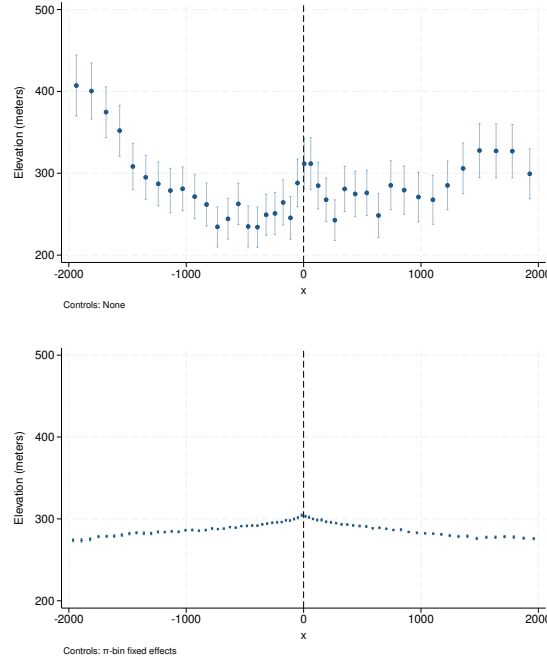 500
400
300
200
Elevation (meters)
-2000 -1000 0 1000 2000
x
Controls: None
500
400
300
200
Elevation (meters)
-2000 -1000 0 1000 2000
x
Controls: π-bin fixed effects